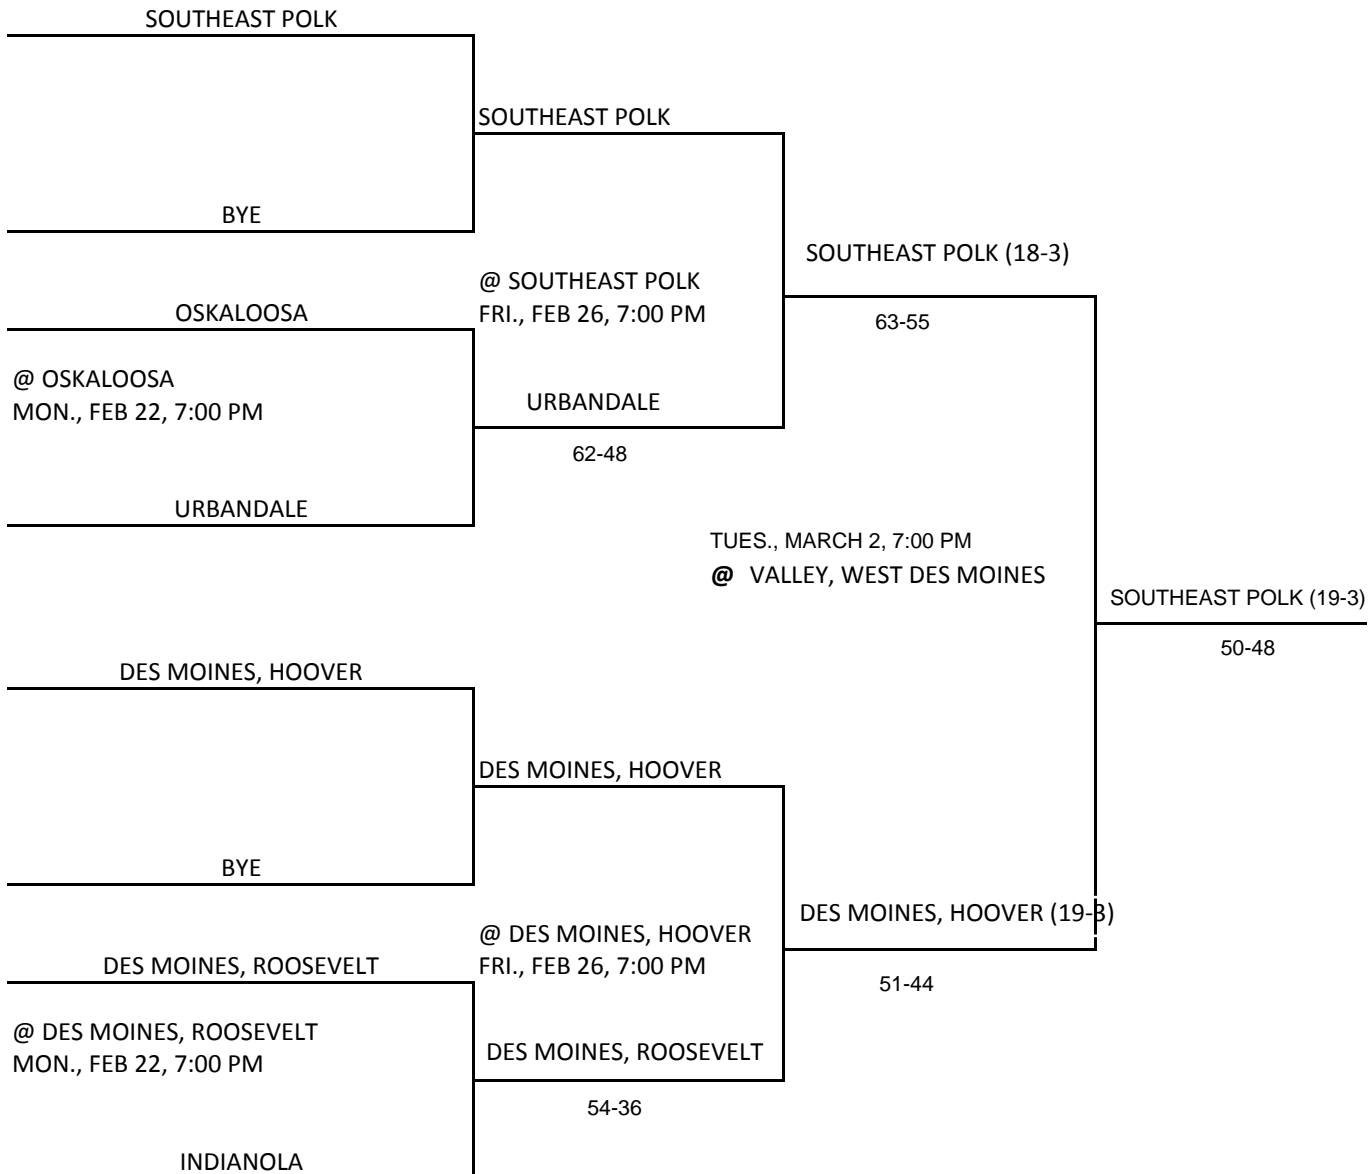 SOUTHEAST POLK
SOUTHEAST POLK
BYE
SOUTHEAST POLK (18-3)
@ SOUTHEAST POLK
OSKALOOSA
FRI., FEB 26, 7:00 PM
63-55
@ OSKALOOSA
MON., FEB 22, 7:00 PM
URBANDALE
62-48
URBANDALE
TUES., MARCH 2, 7:00 PM
@ VALLEY, WEST DES MOINES
SOUTHEAST POLK (19-3)
50-48
DES MOINES, HOOVER
DES MOINES, HOOVER
BYE
DES MOINES, HOOVER (19-3)
@ DES MOINES, HOOVER
DES MOINES, ROOSEVELT
FRI., FEB 26, 7:00 PM
51-44
@ DES MOINES, ROOSEVELT
MON., FEB 22, 7:00 PM
DES MOINES, ROOSEVELT
54-36
INDIANOLA